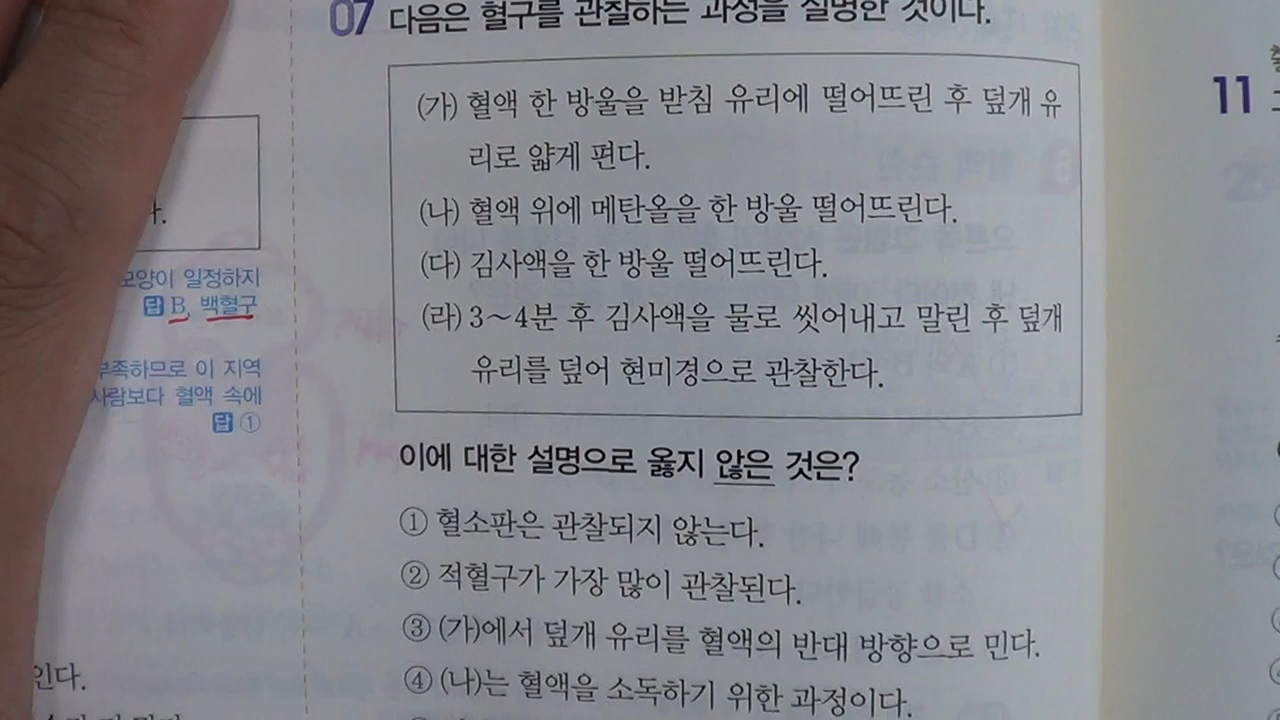 07 다음은 혈구를 관찰하는 과정을 설명한 것이다.
(가) 혈액 한 방울을 받침 유리에 떨어뜨린 후 덮개 유
리로 얇게 편다.
(나) 혈액 위에 메탄올을 한 방울 떨어뜨린다.
(다) 김사액을 한 방울 떨어뜨린다.
(라) 3~4분 후 김사액을 물로 씻어내고 말린 후 덮개
유리를 덮어 현미경으로 관찰한다.
이에 대한 설명으로 옳지 않은 것은?
① 혈소판은 관찰되지 않는다.
② 적혈구가 가장 많이 관찰된다.
③ (가)에서 덮개 유리를 혈액의 반대 방향으로 민다.
④ (나)는 혈액을 소독하기 위한 과정이다.
모양이 일정하지
답 B, 백혈구
부족하므로 이 지역
사람보다 혈액 속에
답 ①
인다.
11